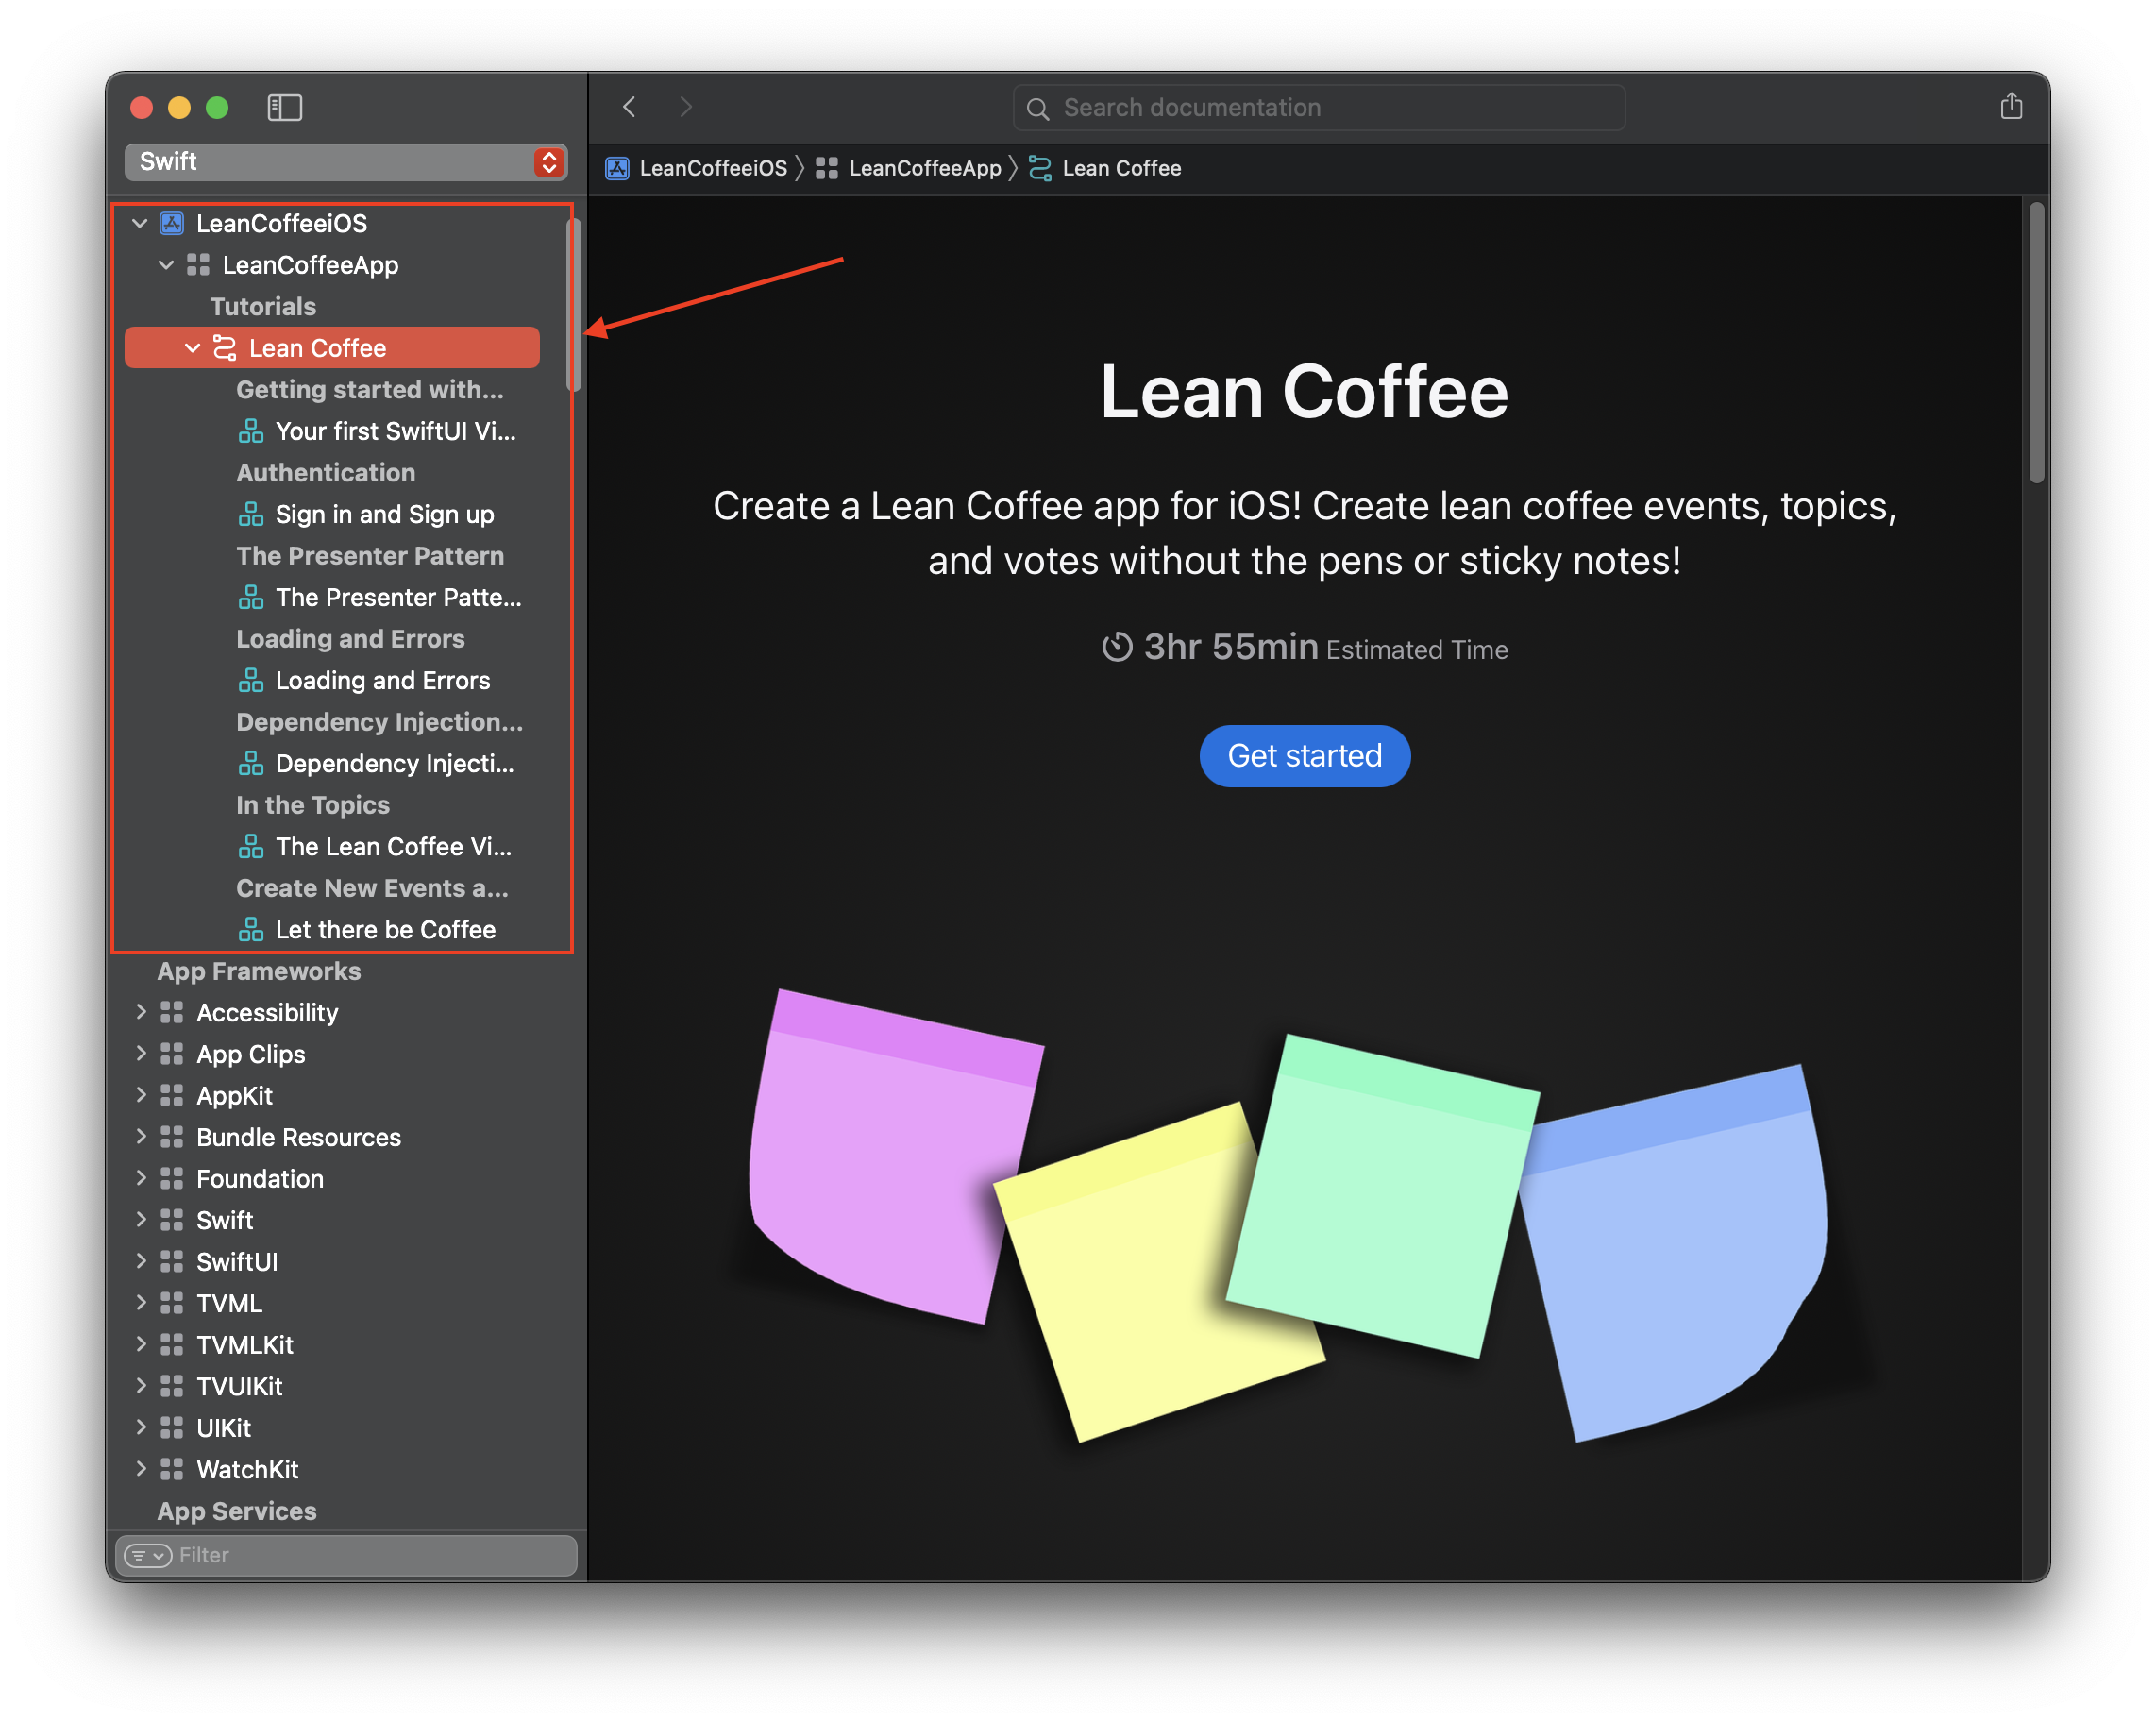 Search documentation
Swift
LeanCoffeeiOS LeanCoffeeApp Lean Coffee
LeanCoffeeiOS
LeanCoffeeApp
Tutorials
Lean Coffee
Getting started with...
Your first SwiftUI Vi...
Authentication
Sign in and Sign up
The Presenter Pattern
The Presenter Patte...
Loading and Errors
Loading and Errors
Dependency Injection...
Dependency Injecti...
In the Topics
The Lean Coffee Vi...
Create New Events a...
Let there be Coffee
App Frameworks
Accessibility
App Clips
AppKit
Bundle Resources
Foundation
Swift
SwiftUI
TVML
TVMLKit
TVUIKit
UIKit
WatchKit
App Services
Filter
Lean Coffee
Create a Lean Coffee app for iOS! Create lean coffee events, topics,
and votes without the pens or sticky notes!
3hr 55min Estimated Time
Get started